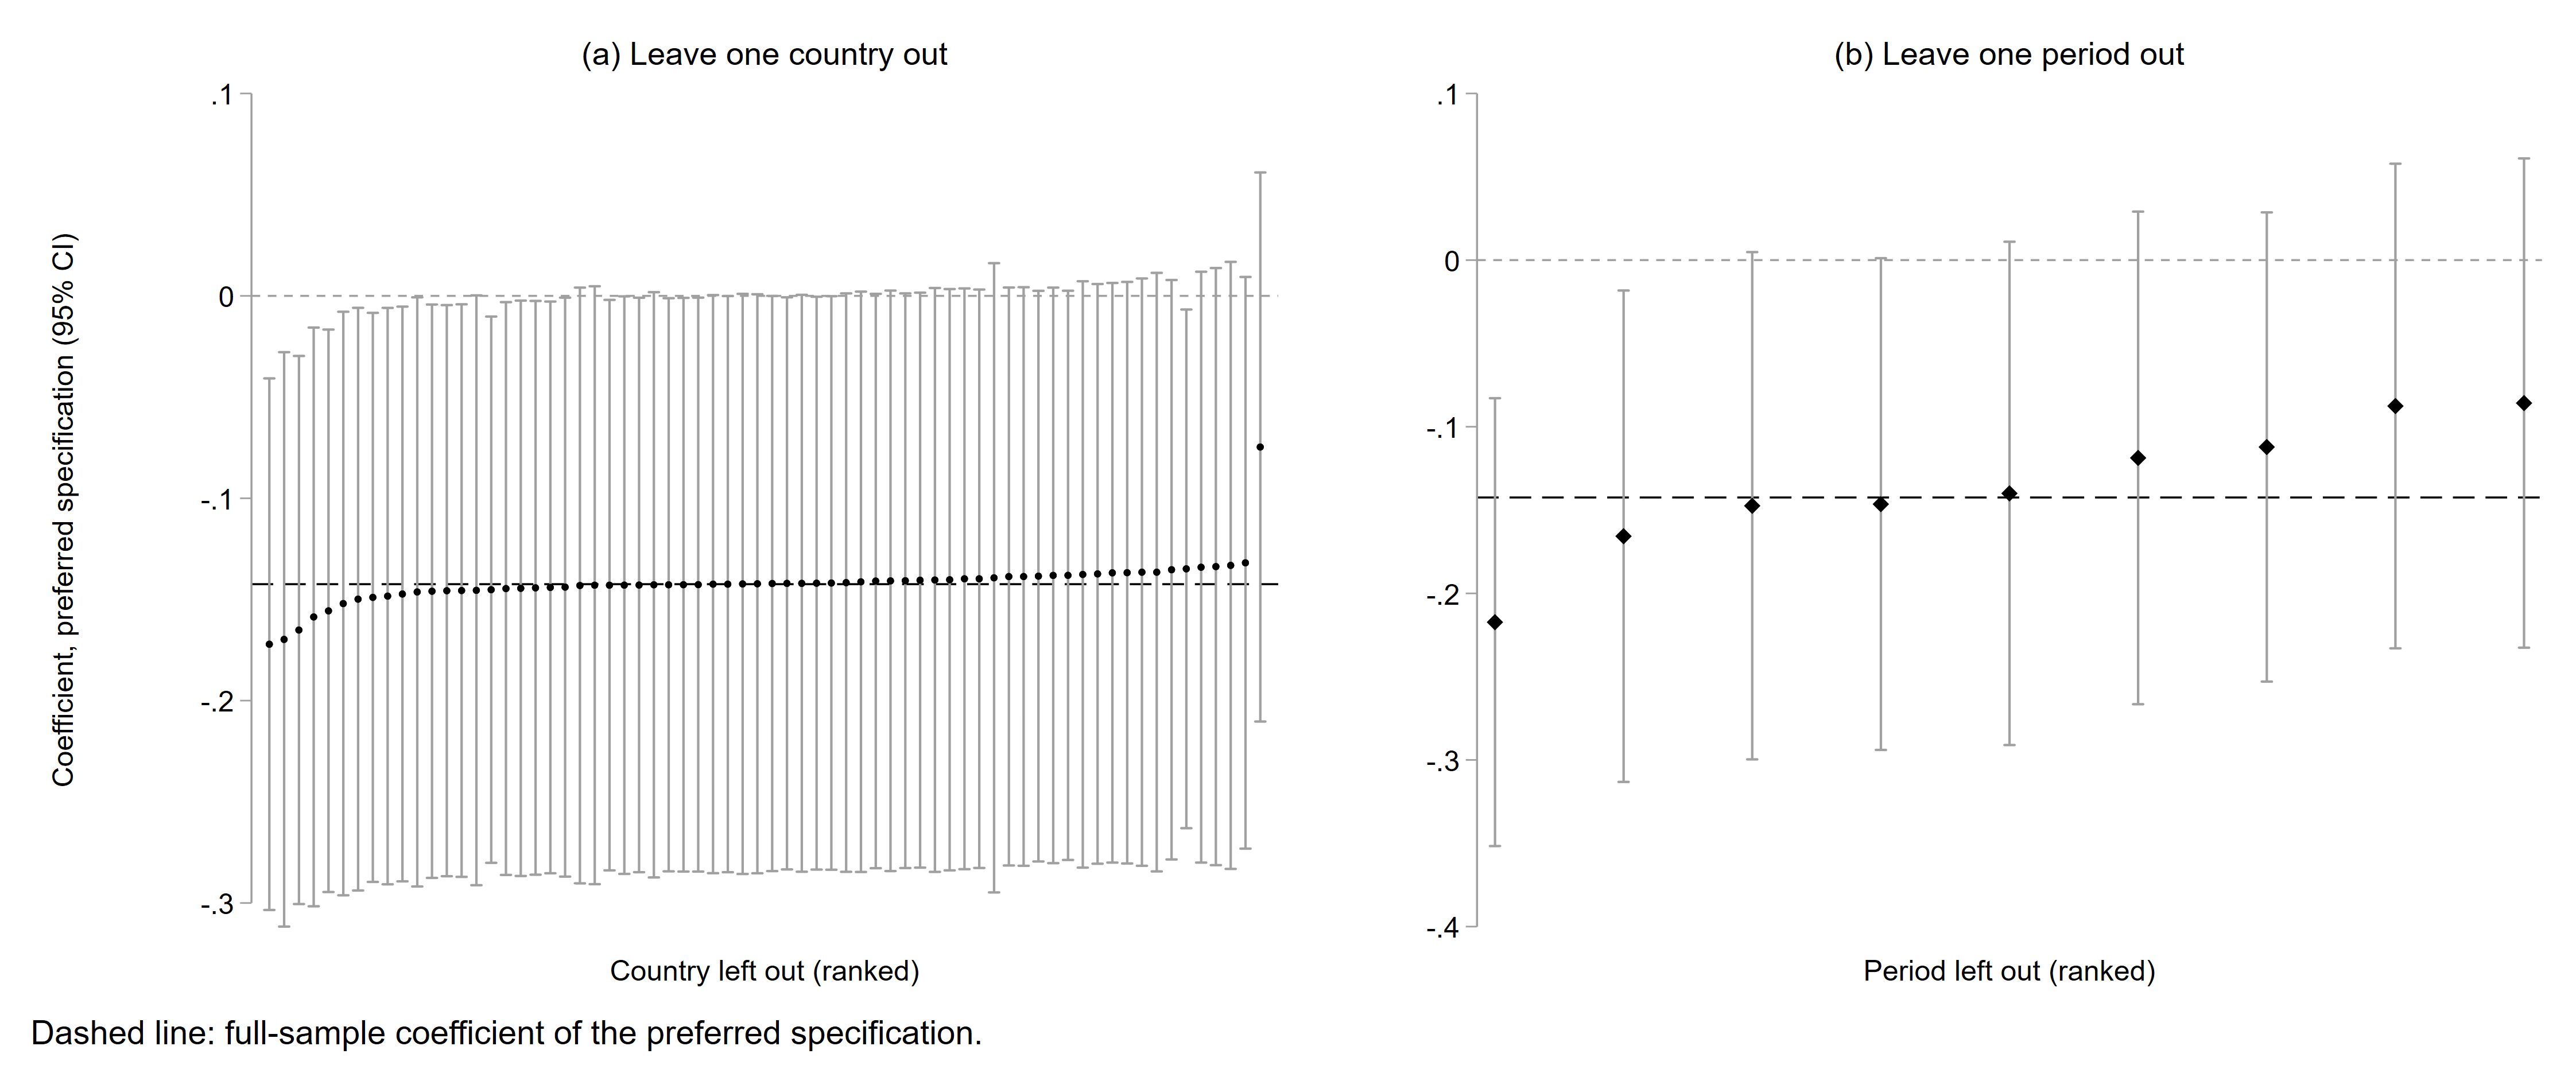 (a) Leave one country out
.1
0
-.1
-.2
-.3
Coefficient, preferred specification (95% CI)
Country left out (ranked)
(b) Leave one period out
.1
0
-.1
-.2
-.3
-.4
Period left out (ranked)
Dashed line: full-sample coefficient of the preferred specification.